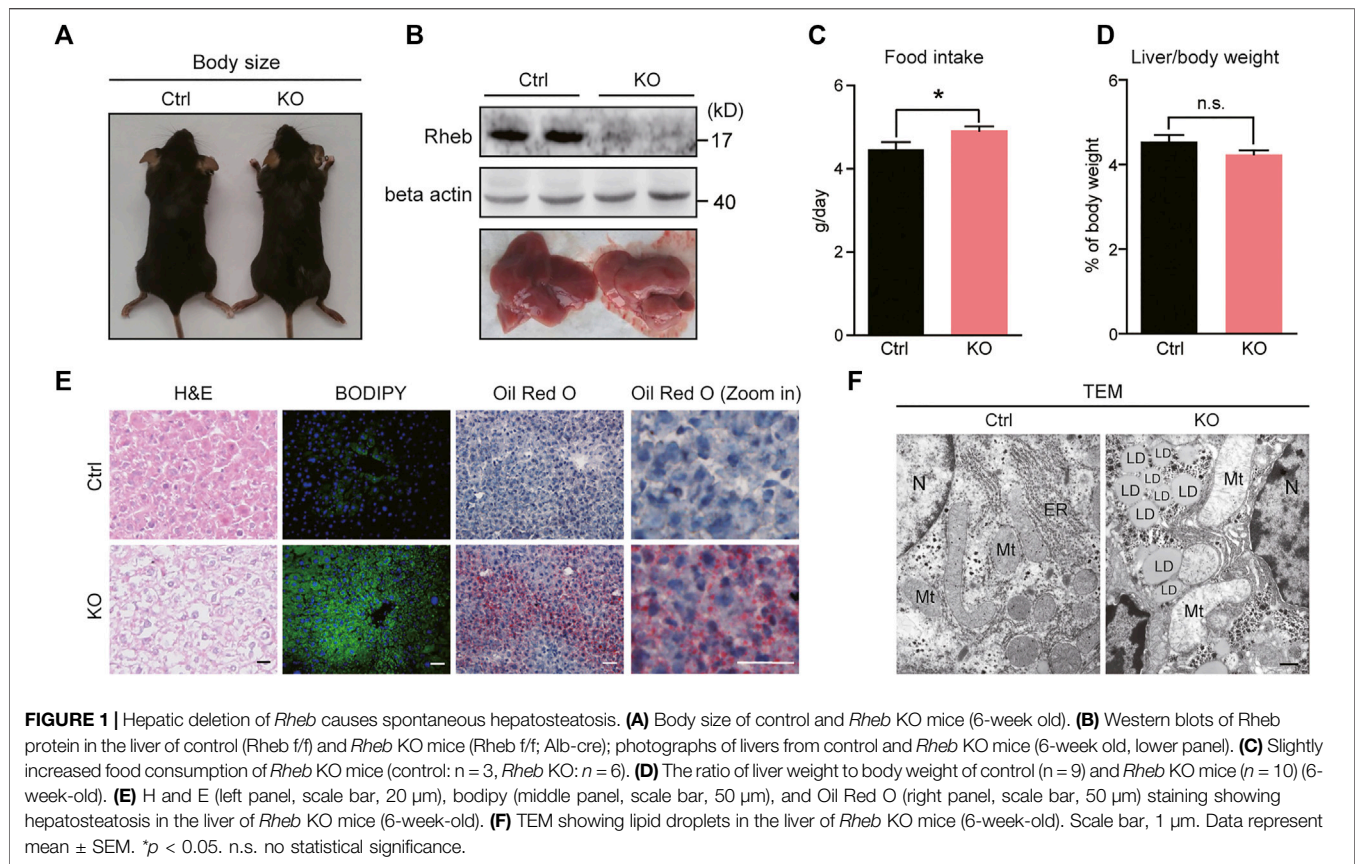 A
Body size
Ctrl KO
B
Ctrl KO
(kD)
Rheb
17
beta actin
40
C
Food intake
6
*
4
g/day
2
0
Ctrl KO
D
Liver/body weight
6
n.s.
4
% of body weight
2
0
Ctrl KO
E
H&E BODIPY Oil Red O Oil Red O (Zoom in)
Ctrl
KO
F
TEM
Ctrl KO
N
ER
Mt
Mt
LD LD
LD
LD LD LD
LD
Mt
N
LD
LD
Mt
FIGURE 1 | Hepatic deletion of Rheb causes spontaneous hepatosteatosis. (A) Body size of control and Rheb KO mice (6-week old). (B) Western blots of Rheb
protein in the liver of control (Rheb f/f) and Rheb KO mice (Rheb f/f; Alb-cre); photographs of livers from control and Rheb KO mice (6-week old, lower panel). (C) Slightly
increased food consumption of Rheb KO mice (control: n = 3, Rheb KO: n = 6). (D) The ratio of liver weight to body weight of control (n = 9) and Rheb KO mice (n = 10) (6-
week-old). (E) H and E (left panel, scale bar, 20 μm), bodipy (middle panel, scale bar, 50 μm), and Oil Red O (right panel, scale bar, 50 μm) staining showing
hepatosteatosis in the liver of Rheb KO mice (6-week-old). (F) TEM showing lipid droplets in the liver of Rheb KO mice (6-week-old). Scale bar, 1 μm. Data represent
mean ± SEM. *p < 0.05. n.s. no statistical significance.